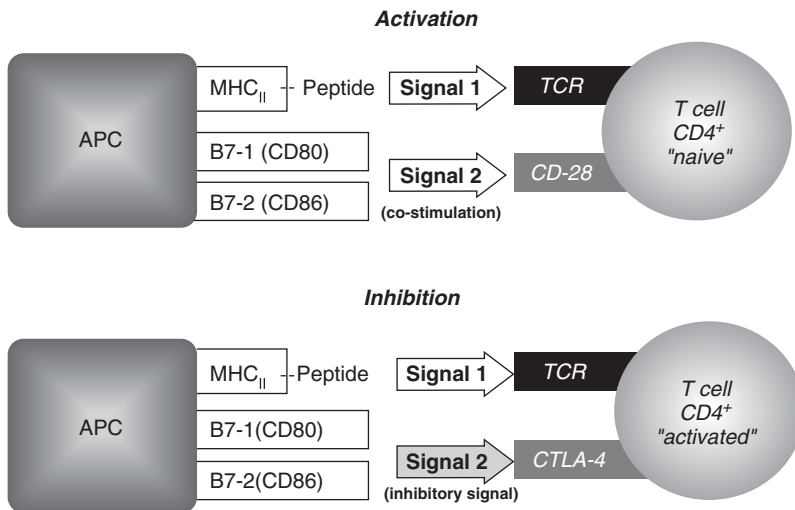 Activation
MHC_II Peptide Signal 1 TCR
APC
B7-1 (CD80)
B7-2 (CD86)
Signal 2 CD-28
(co-stimulation)
T cell
CD4⁺
"naive"
Inhibition
MHC_II Peptide Signal 1 TCR
APC
B7-1(CD80)
B7-2(CD86)
Signal 2 CTLA-4
(inhibitory signal)
T cell
CD4⁺
"activated"